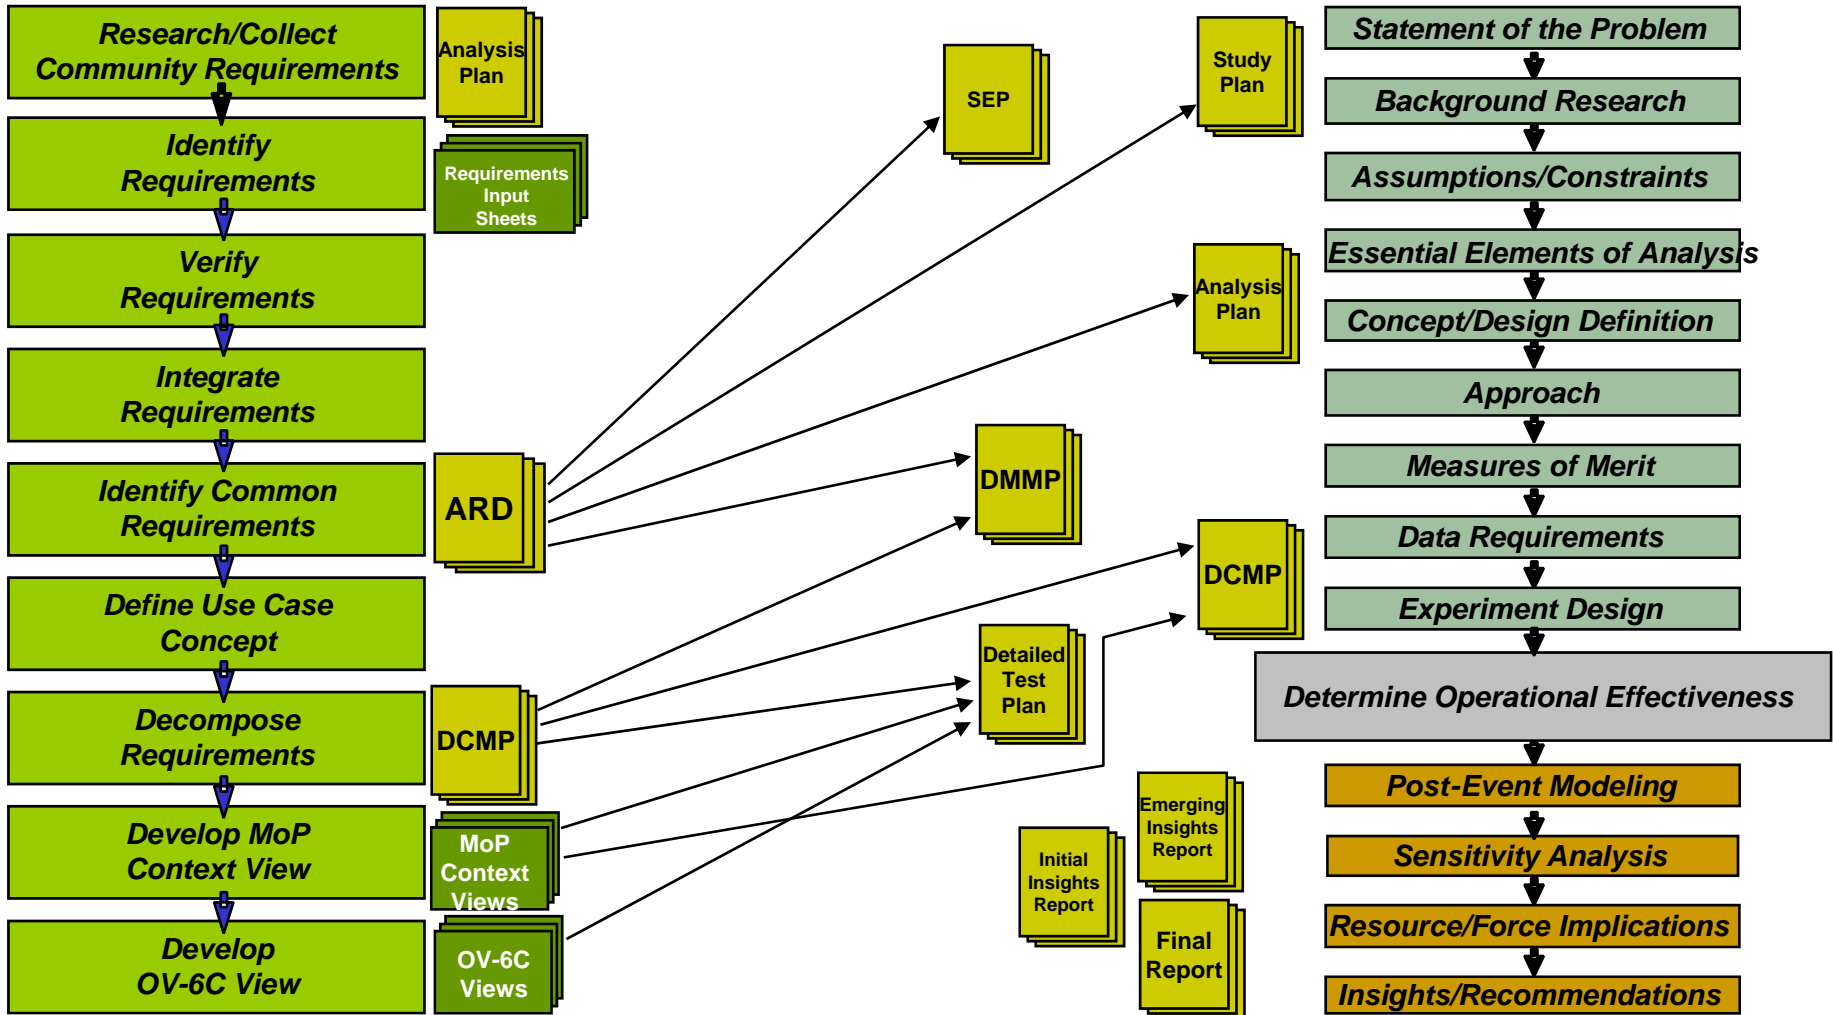 Research/Collect
Community Requirements
Identify
Requirements
Verify
Requirements
Integrate
Requirements
Identify Common
Requirements
Define Use Case
Concept
Decompose
Requirements
Develop MoP
Context View
Develop
OV-6C View
Analysis
Plan
Requirements
Input
Sheets
ARD
DCMP
MoP
Context
Views
OV-6C
Views
SEP
DMMP
Detailed
Test
Plan
Initial
Insights
Report
Study
Plan
Analysis
Plan
DCMP
Emerging
Insights
Report
Final
Report
Statement of the Problem
Background Research
Assumptions/Constraints
Essential Elements of Analysis
Concept/Design Definition
Approach
Measures of Merit
Data Requirements
Experiment Design
Determine Operational Effectiveness
Post-Event Modeling
Sensitivity Analysis
Resource/Force Implications
Insights/Recommendations